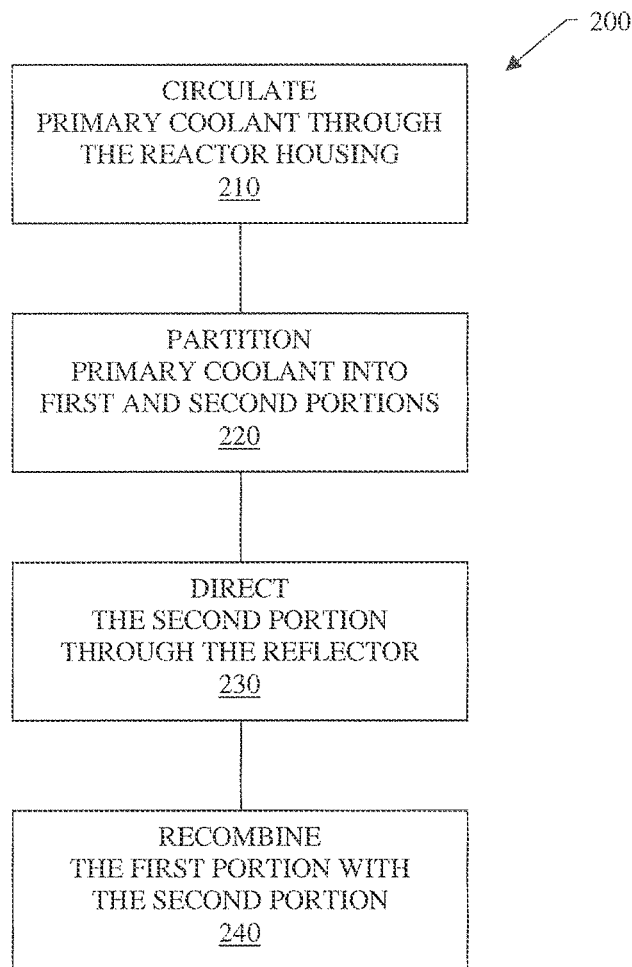 200
CIRCULATE
PRIMARY COOLANT THROUGH
THE REACTOR HOUSING
210
PARTITION
PRIMARY COOLANT INTO
FIRST AND SECOND PORTIONS
220
DIRECT
THE SECOND PORTION
THROUGH THE REFLECTOR
230
RECOMBINE
THE FIRST PORTION WITH
THE SECOND PORTION
240